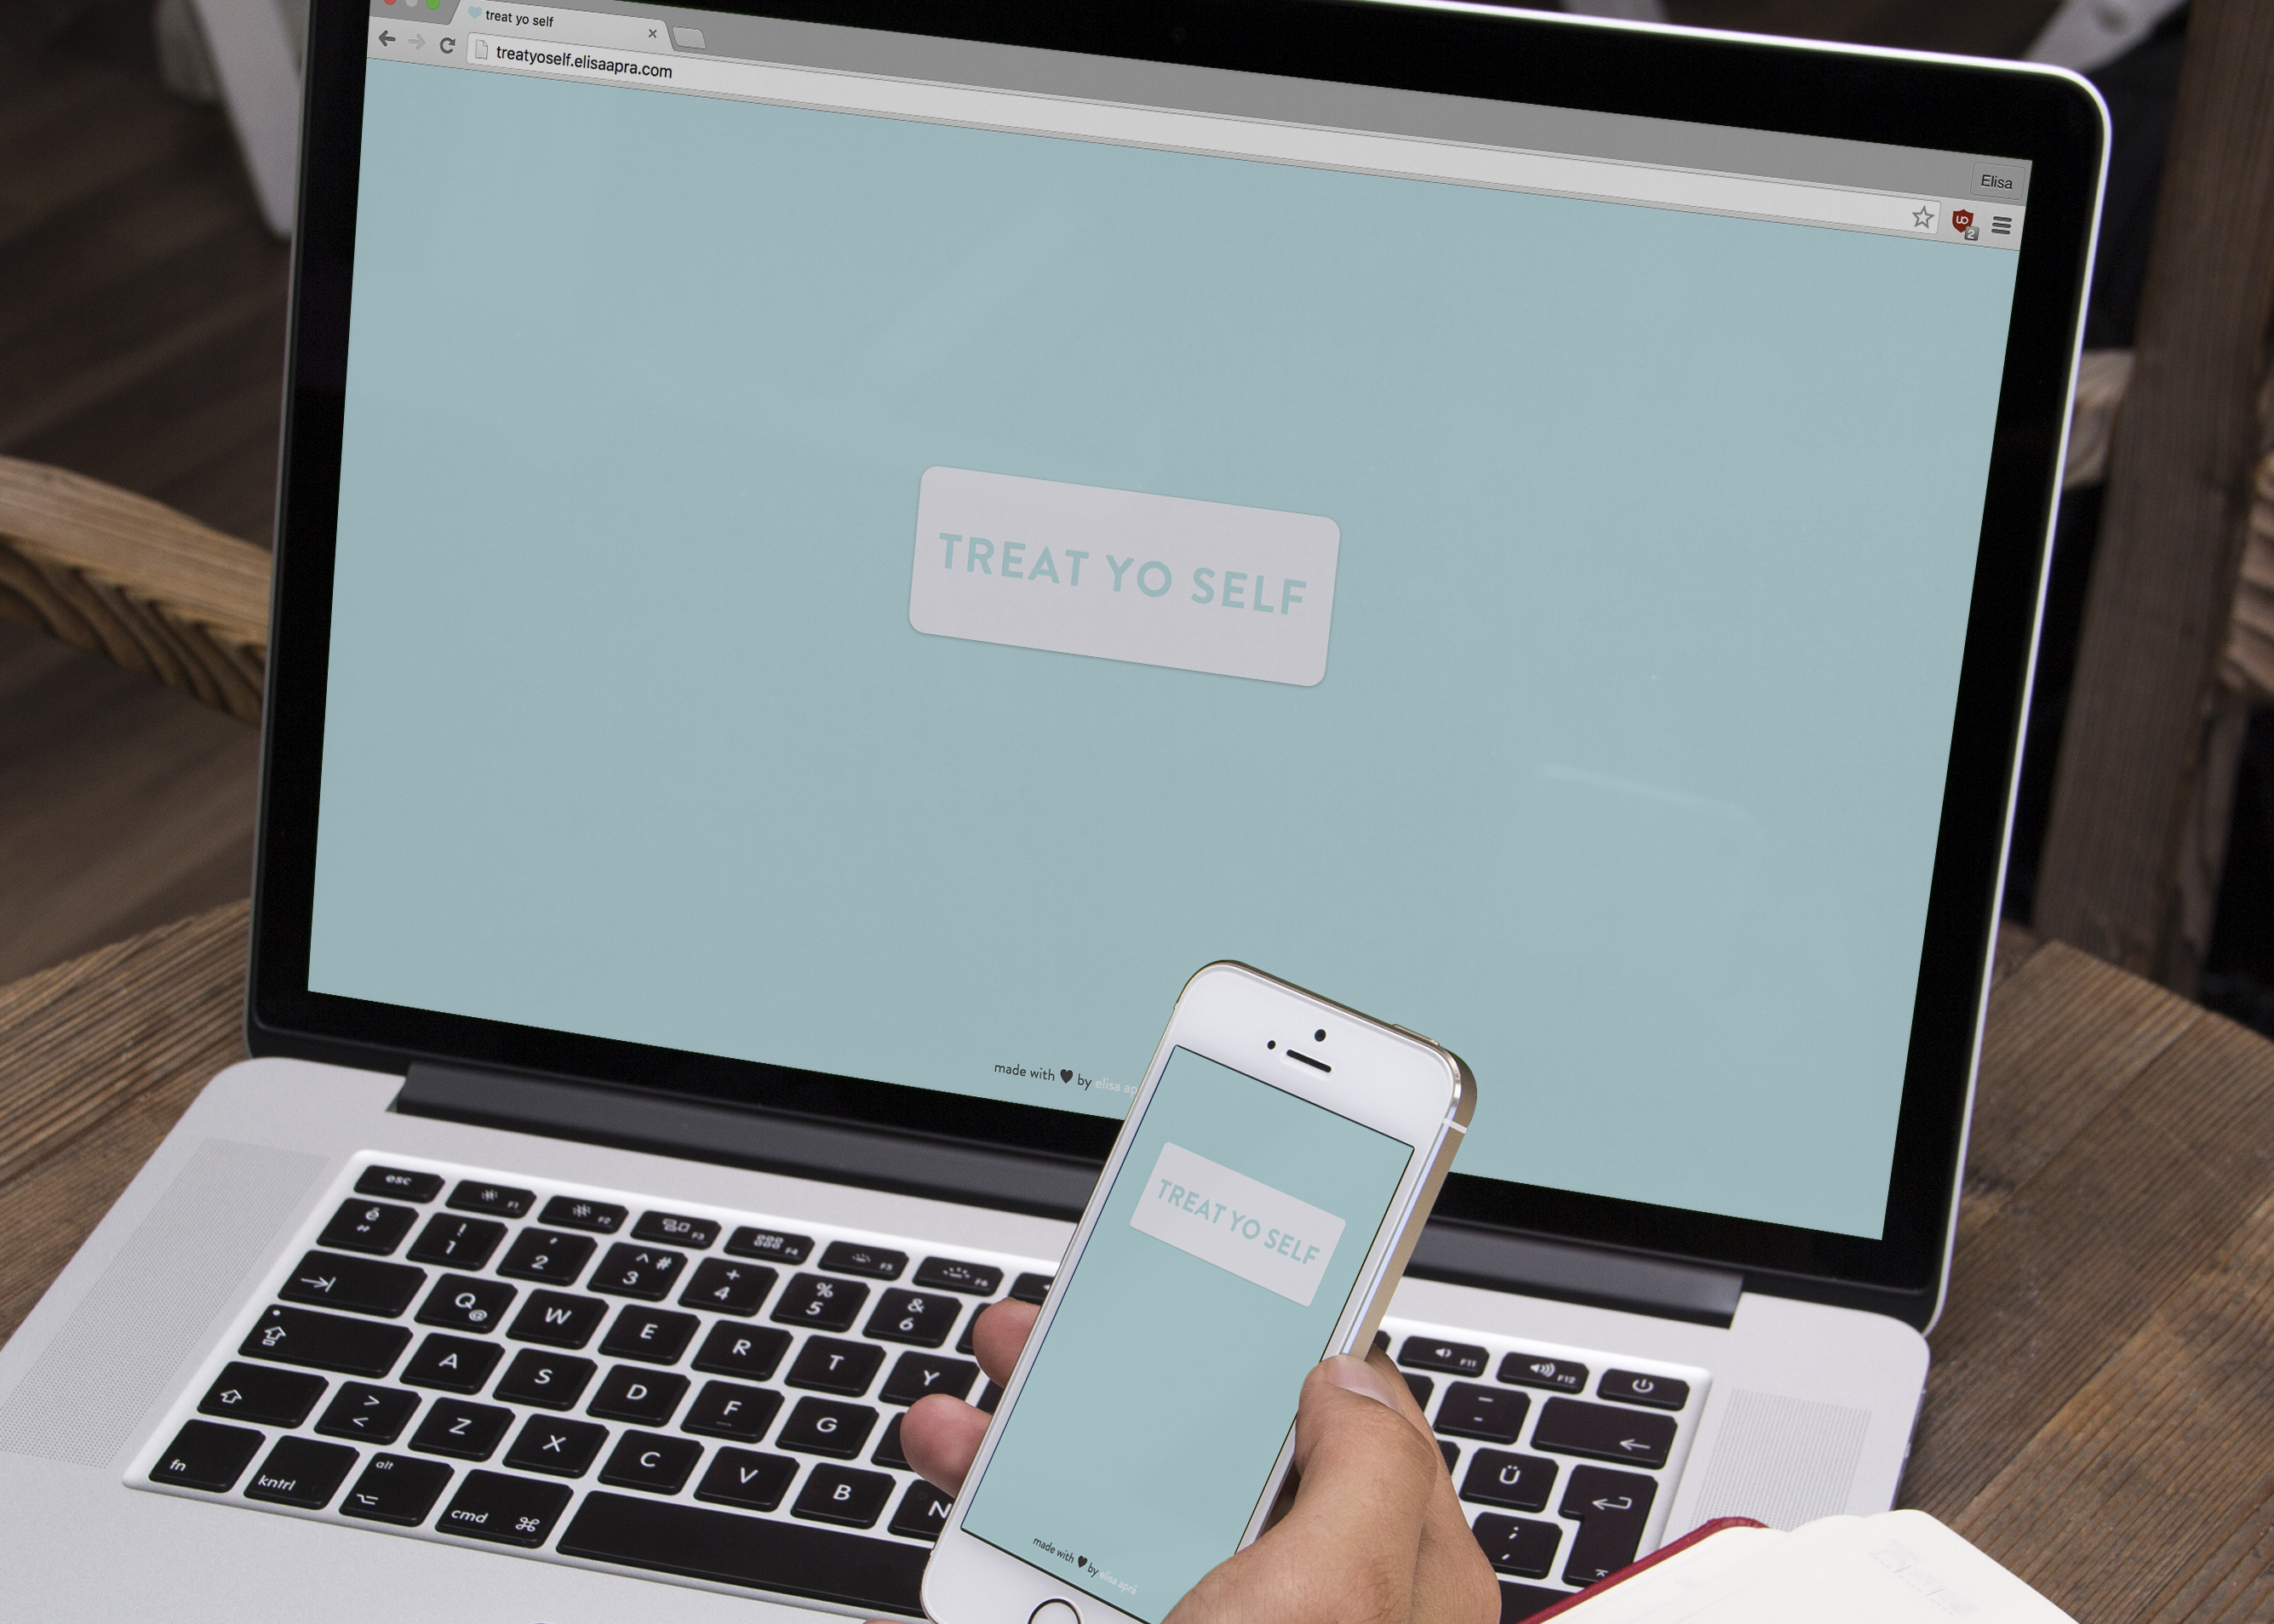 treat yo self
treatyoself.elisaapra.com
Elisa
2
TREAT YO SELF
made with ♥ by elisa ap
TREAT YO SELF
made with ♥ by elisa aprà
esc F1 F2 F3 F4 F5 F6 F11 F12
é " ! 1 ' 2 ^ # 3 + 4 % 5 & 6 - -
Q @ W E R T Y Ü
A S D F G ;
> < Z X C V B N
fn kntrl alt cmd ⌘